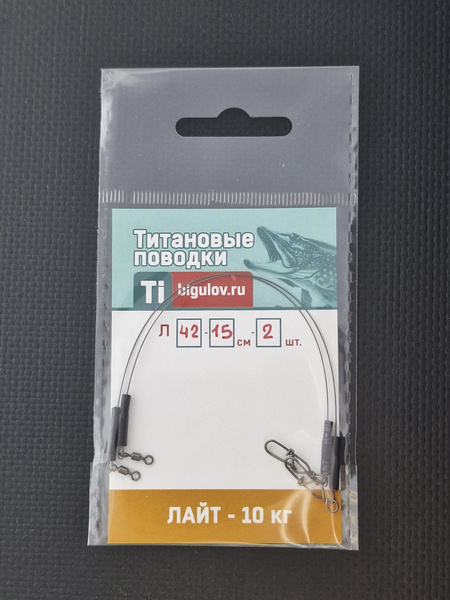 Титановые
поводки
Ti bigulov.ru
Л 42-15 см - 2 шт.
ЛАЙТ - 10 кг